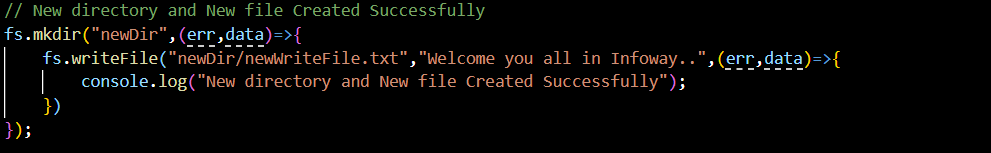 // New directory and New file Created Successfully
fs.mkdir("newDir",(err,data)=>{
    fs.writeFile("newDir/newWriteFile.txt","Welcome you all in Infoway..",(err,data)=>{
        console.log("New directory and New file Created Successfully");
    })
});